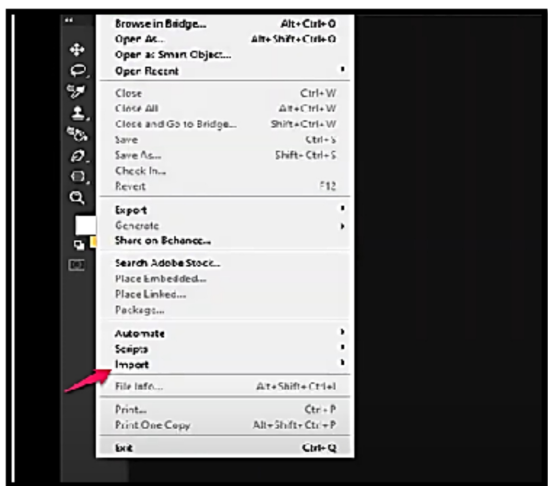 Browse in Bridge... Alt+Ctrl+O
Open As... Alt+Shift+Ctrl+O
Open as Smart Object...
Open Recent
Close Ctrl+W
Close All Alt+Ctrl+W
Close and Go to Bridge... Shift+Ctrl+W
Save Ctrl+S
Save As... Shift+Ctrl+S
Check In...
Revert F12
Export
Generate
Share on Behance...
Search Adobe Stock...
Place Embedded...
Place Linked...
Package...
Automate
Scripts
Import
File Info... Alt+Shift+Ctrl+I
Print... Ctrl+P
Print One Copy Alt+Shift+Ctrl+P
Exit Ctrl+Q